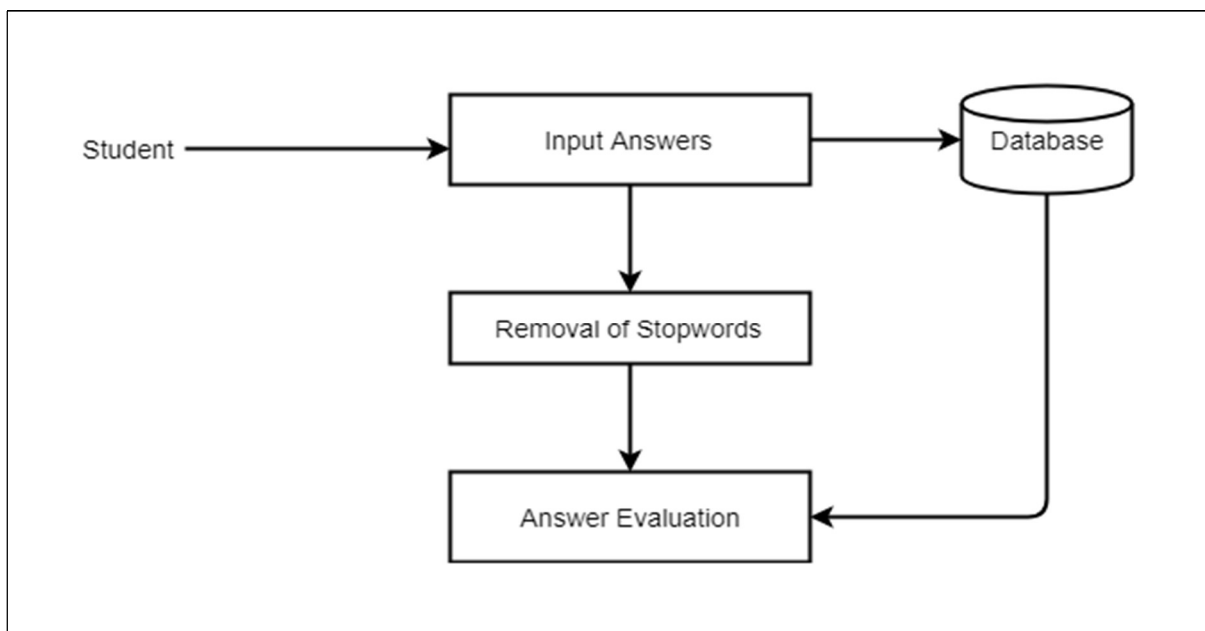 Student
Input Answers
Database
Removal of Stopwords
Answer Evaluation